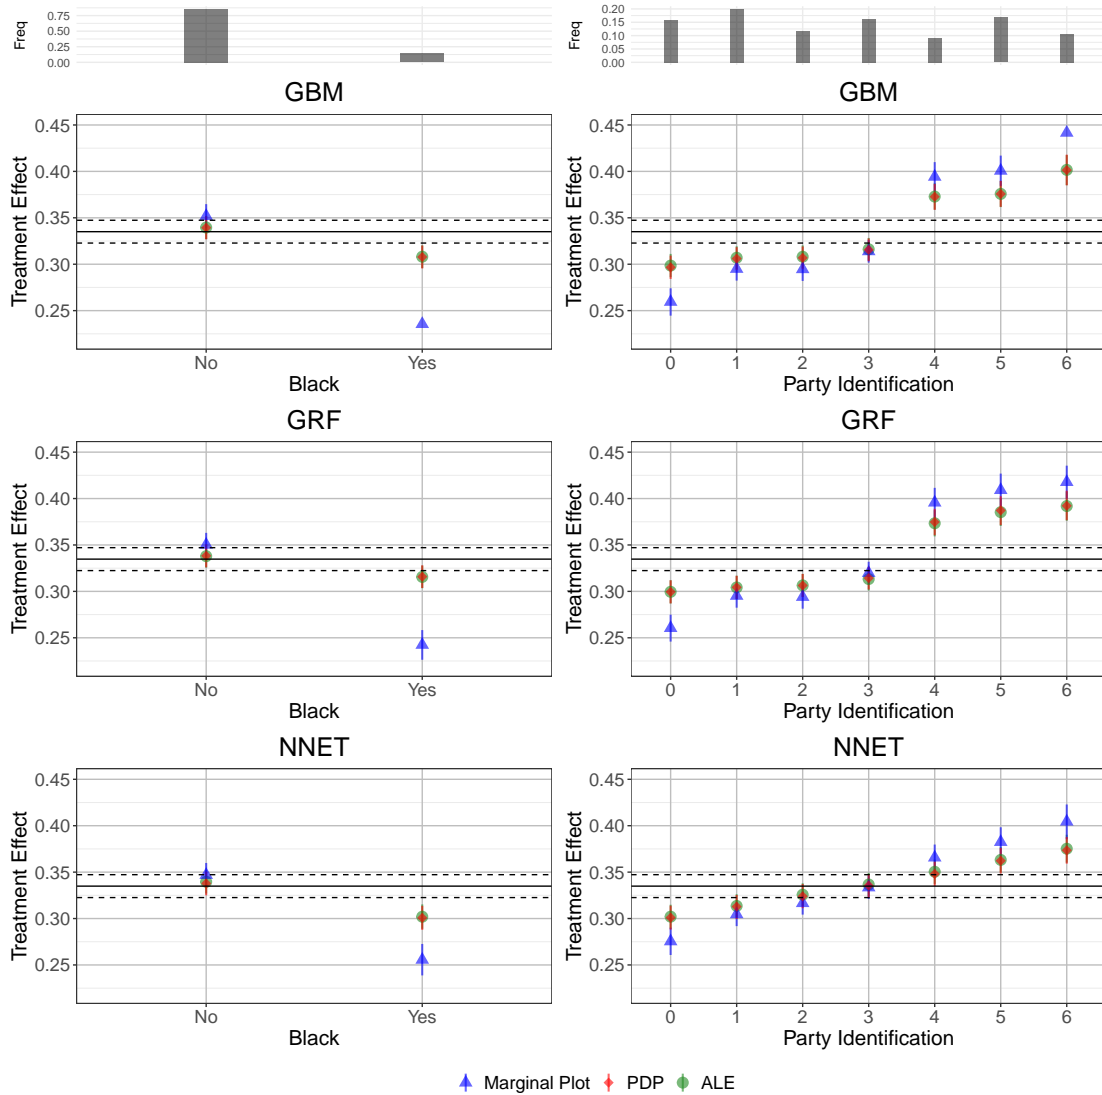 Freq
0.75
0.50
0.25
0.00
Freq
0.20
0.15
0.10
0.05
0.00
GBM
Treatment Effect
0.45
0.40
0.35
0.30
0.25
No Yes
Black
GBM
Treatment Effect
0.45
0.40
0.35
0.30
0.25
0 1 2 3 4 5 6
Party Identification
GRF
Treatment Effect
0.45
0.40
0.35
0.30
0.25
No Yes
Black
GRF
Treatment Effect
0.45
0.40
0.35
0.30
0.25
0 1 2 3 4 5 6
Party Identification
NNET
Treatment Effect
0.45
0.40
0.35
0.30
0.25
No Yes
Black
NNET
Treatment Effect
0.45
0.40
0.35
0.30
0.25
0 1 2 3 4 5 6
Party Identification
Marginal Plot PDP ALE